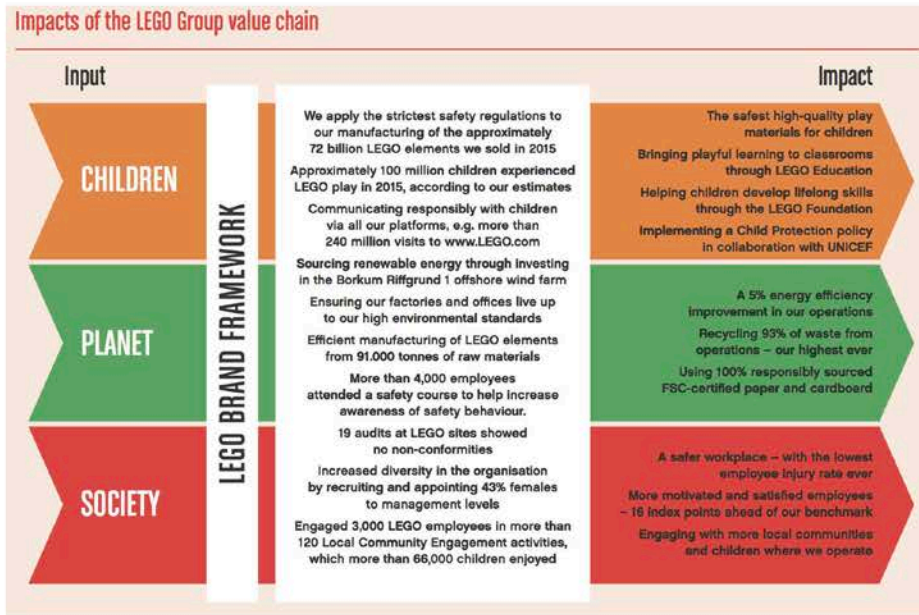 Impacts of the LEGO Group value chain
Input
Impact
CHILDREN
PLANET
SOCIETY
LEGO BRAND FRAMEWORK
We apply the strictest safety regulations to
our manufacturing of the approximately
72 billion LEGO elements we sold in 2015
Approximately 100 million children experienced
LEGO play in 2015, according to our estimates
Communicating responsibly with children
via all our platforms, e.g. more than
240 million visits to www.LEGO.com
Sourcing renewable energy through investing
in the Borkum Riffgrund 1 offshore wind farm
Ensuring our factories and offices live up
to our high environmental standards
Efficient manufacturing of LEGO elements
from 91.000 tonnes of raw materials
More than 4,000 employees
attended a safety course to help increase
awareness of safety behaviour.
19 audits at LEGO sites showed
no non-conformities
Increased diversity in the organisation
by recruiting and appointing 43% females
to management levels
Engaged 3,000 LEGO employees in more than
120 Local Community Engagement activities,
which more than 66,000 children enjoyed
The safest high-quality play
materials for children
Bringing playful learning to classrooms
through LEGO Education
Helping children develop lifelong skills
through the LEGO Foundation
Implementing a Child Protection policy
in collaboration with UNICEF
A 5% energy efficiency
improvement in our operations
Recycling 93% of waste from
operations – our highest ever
Using 100% responsibly sourced
FSC-certified paper and cardboard
A safer workplace – with the lowest
employee injury rate ever
More motivated and satisfied employees
– 16 index points ahead of our benchmark
Engaging with more local communities
and children where we operate